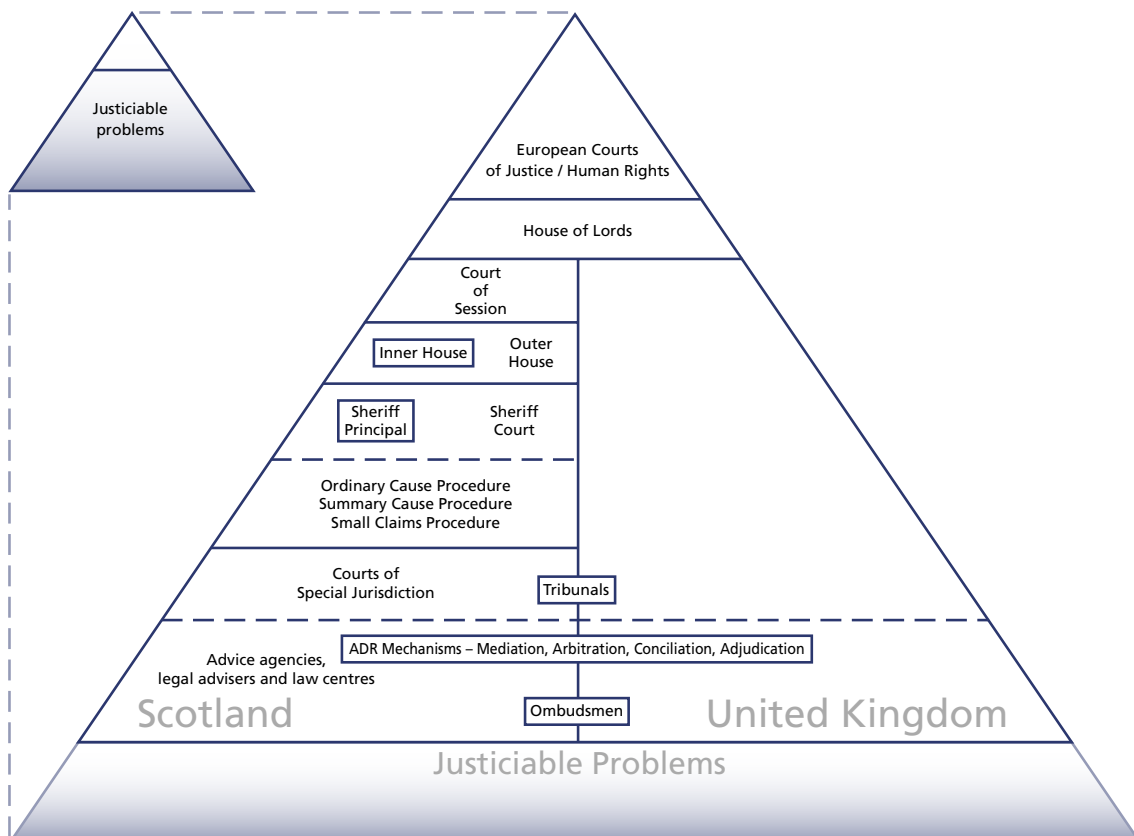 Justiciable
problems
European Courts
of Justice / Human Rights
House of Lords
Court
of
Session
Inner House
Outer
House
Sheriff
Principal
Sheriff
Court
Ordinary Cause Procedure
Summary Cause Procedure
Small Claims Procedure
Courts of
Special Jurisdiction
Tribunals
ADR Mechanisms – Mediation, Arbitration, Conciliation, Adjudication
Advice agencies,
legal advisers and law centres
Scotland
Ombudsmen
United Kingdom
Justiciable Problems